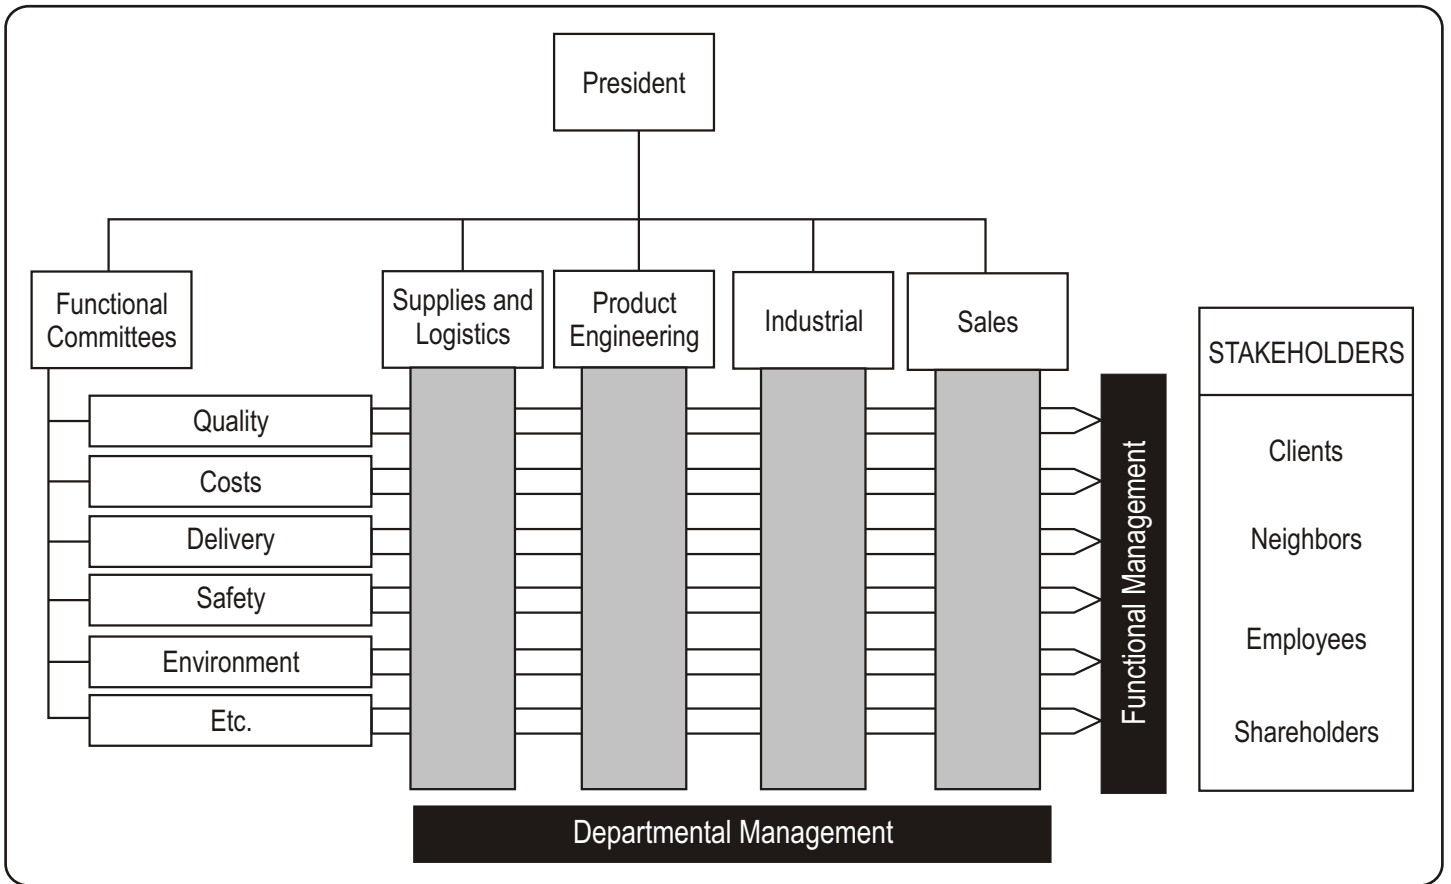 President
Functional
Committees
Supplies and
Logistics
Product
Engineering
Industrial
Sales
STAKEHOLDERS
Quality
Costs
Delivery
Safety
Environment
Etc.
Functional Management
Clients
Neighbors
Employees
Shareholders
Departmental Management